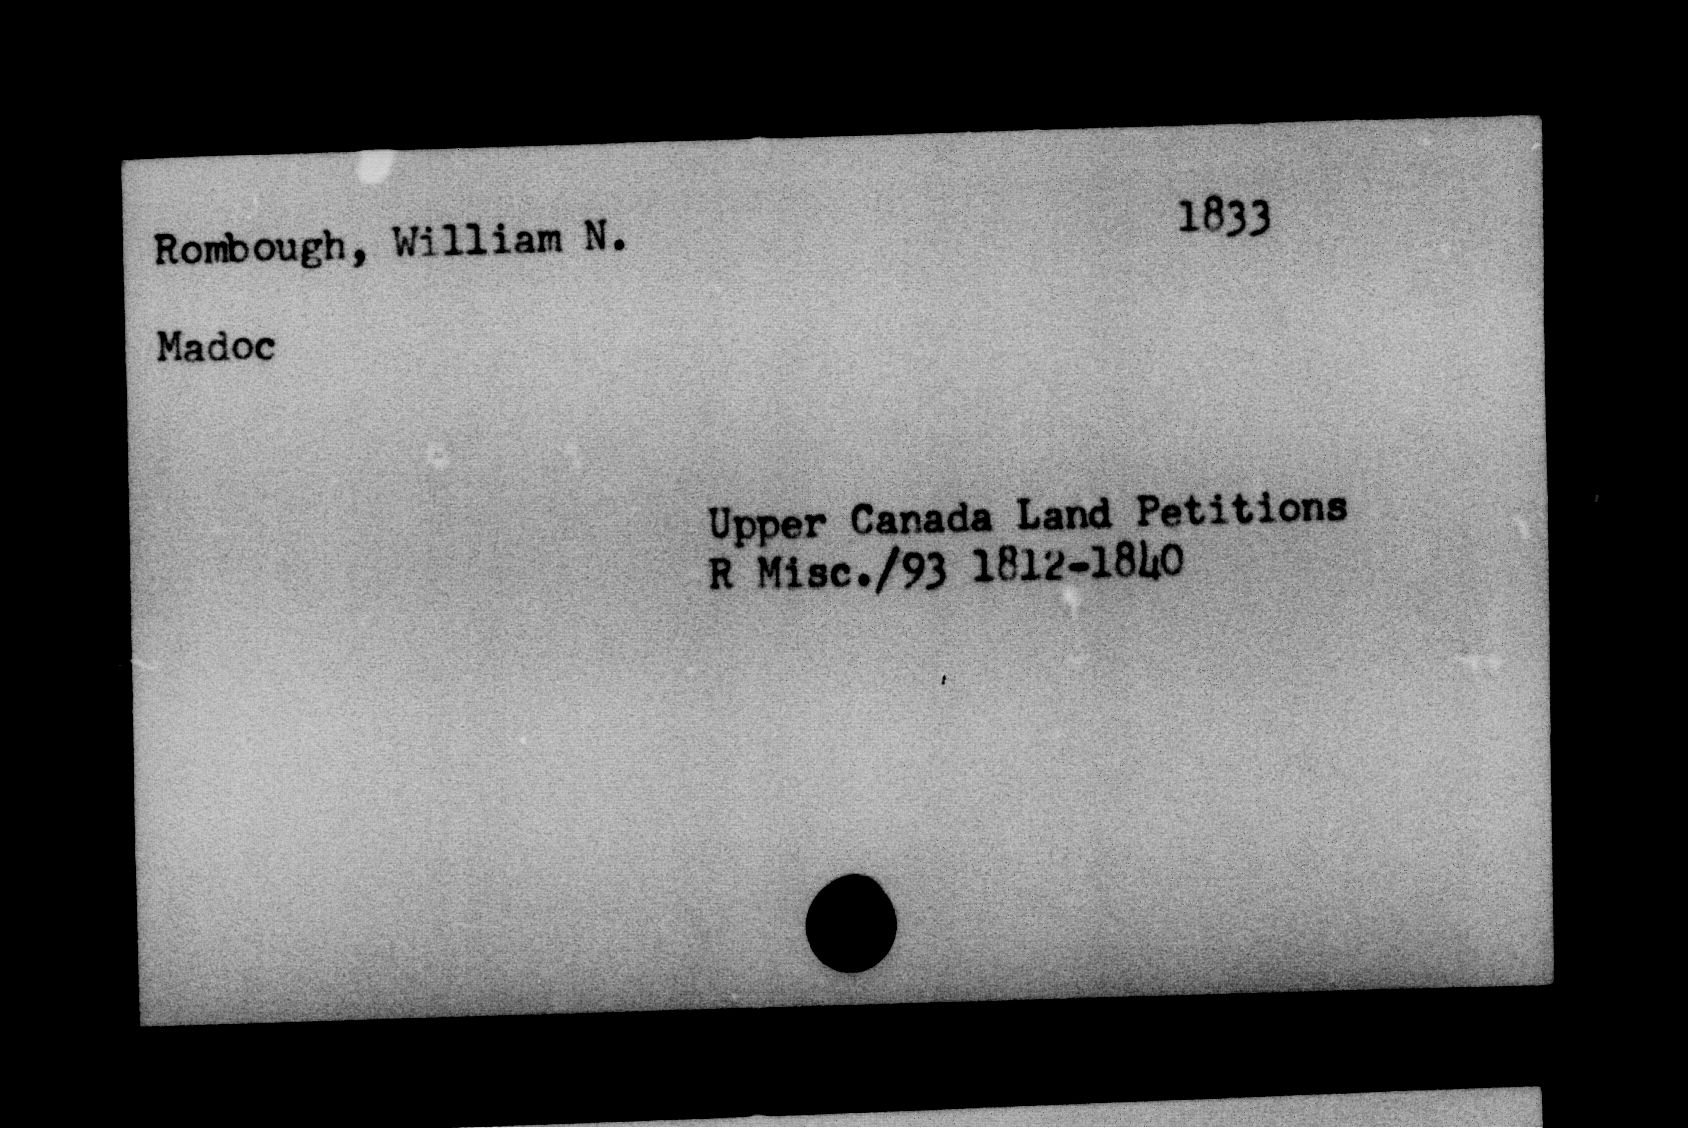 Rombough, William N.
1833
Madoc
Upper Canada Land Petitions
R Misc./93 1812-1840